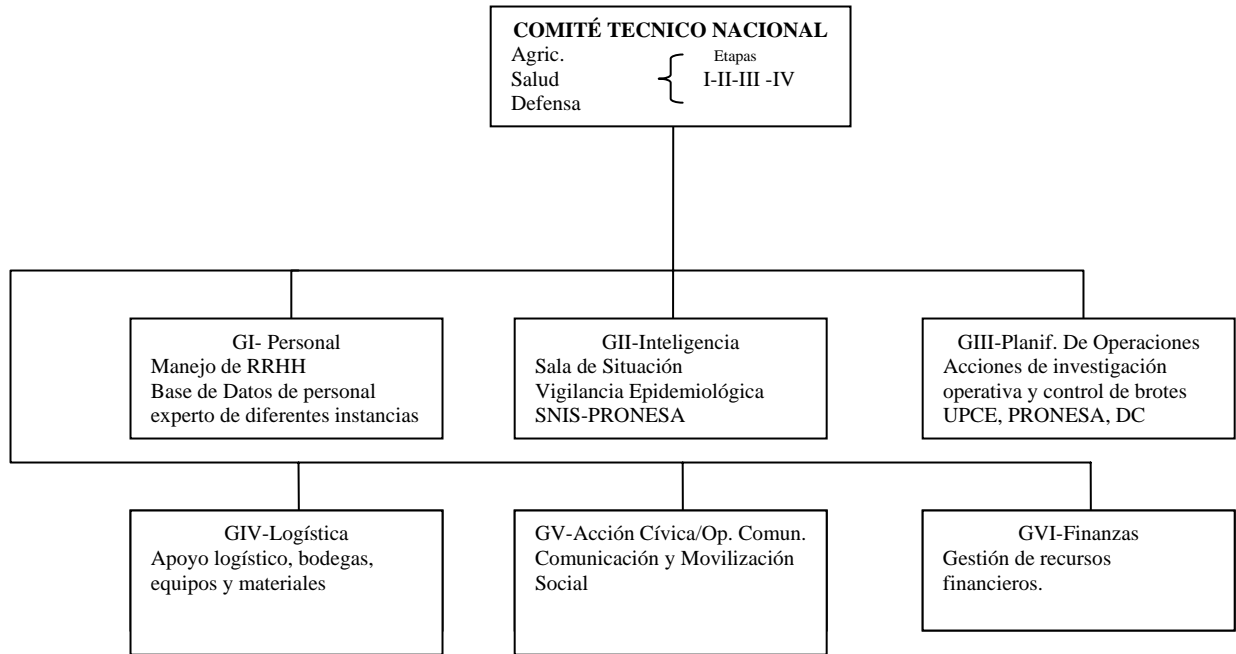 COMITÉ TECNICO NACIONAL
Agric.
Etapas
Salud
I-II-III -IV
Defensa
GI- Personal
Manejo de RRHH
Base de Datos de personal
experto de diferentes instancias
GII-Inteligencia
Sala de Situación
Vigilancia Epidemiológica
SNIS-PRONESA
GIII-Planif. De Operaciones
Acciones de investigación
operativa y control de brotes
UPCE, PRONESA, DC
GIV-Logística
Apoyo logístico, bodegas,
equipos y materiales
GV-Acción Cívica/Op. Comun.
Comunicación y Movilización
Social
GVI-Finanzas
Gestión de recursos
financieros.